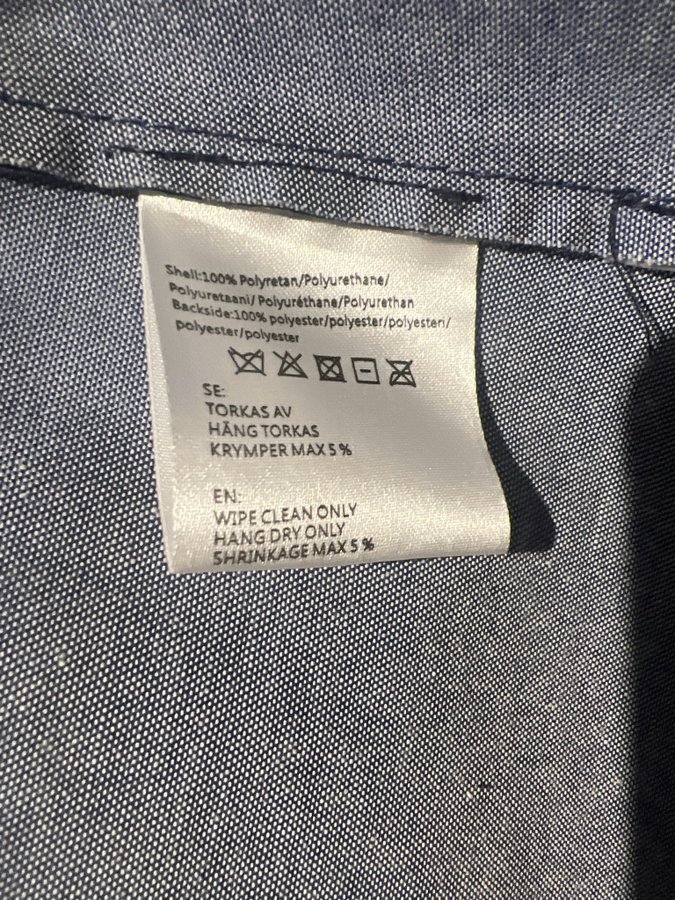 Shell:100% Polyretan/Polyurethane/
Polyuretaani/ Polyuréthane/Polyurethan
Backside:100% polyester/polyester/polyesteri/
polyester/polyester
SE:
TORKAS AV
HÄNG TORKAS
KRYMPER MAX 5 %
EN:
WIPE CLEAN ONLY
HANG DRY ONLY
SHRINKAGE MAX 5 %